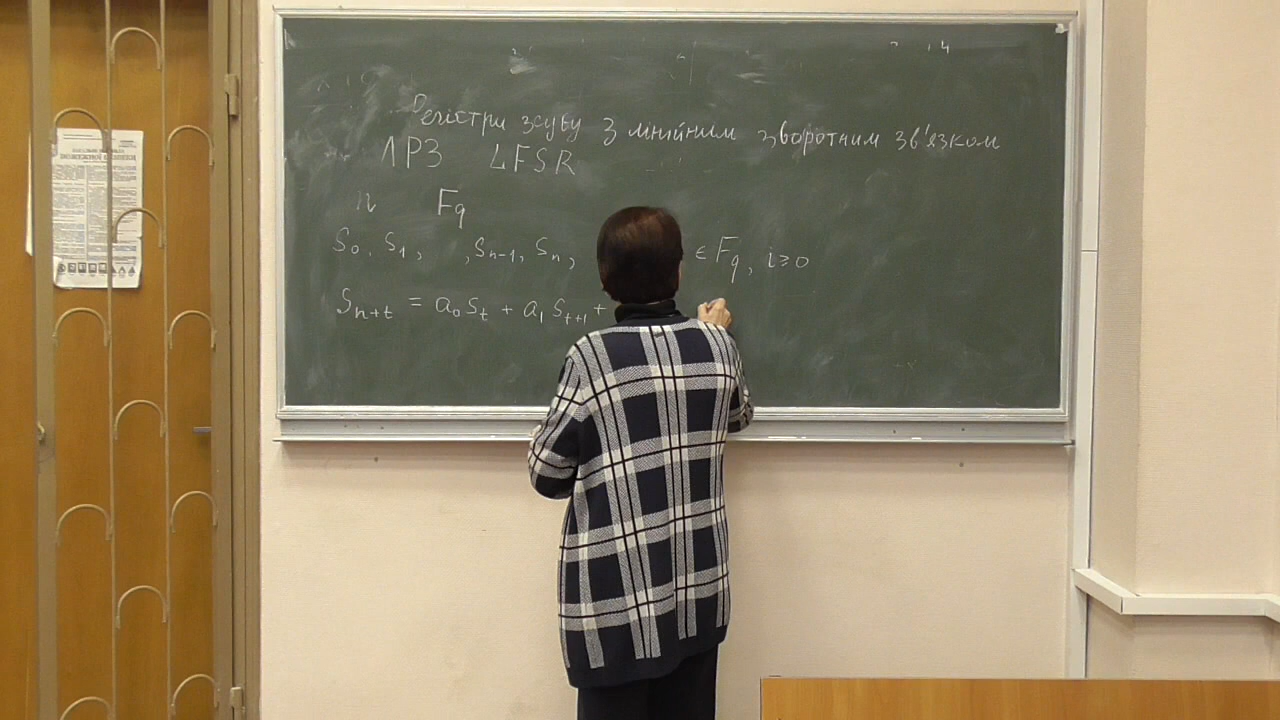 Регістри зсуву з лінійним зворотним зв'язком
ЛРЗ LFSR
n F_q
S_0, S_1, , S_{n-1}, S_n, ∈ F_q, i ≥ 0
S_{n+t} = a_0 S_t + a_1 S_{t+1} +